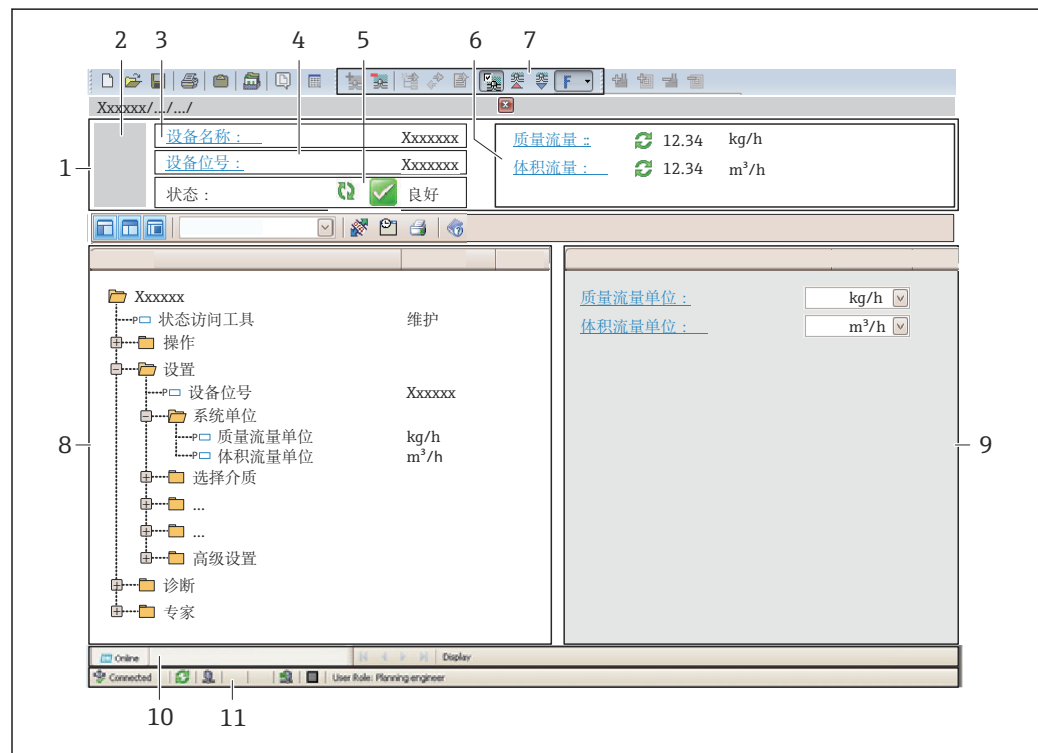 2 3 4 5 6 7
F
Xxxxxx/.../.../
1
设备名称： Xxxxxxx
设备位号： Xxxxxxx
状态： 良好
质量流量：: 12.34 kg/h
体积流量： 12.34 m³/h
8
Xxxxxx
P 状态访问工具 维护
操作
设置
P 设备位号 Xxxxxx
系统单位
P 质量流量单位 kg/h
P 体积流量单位 m³/h
选择介质
...
...
高级设置
诊断
专家
质量流量单位： kg/h
体积流量单位： m³/h
9
Online Display
Connected User Role: Planning engineer
10 11